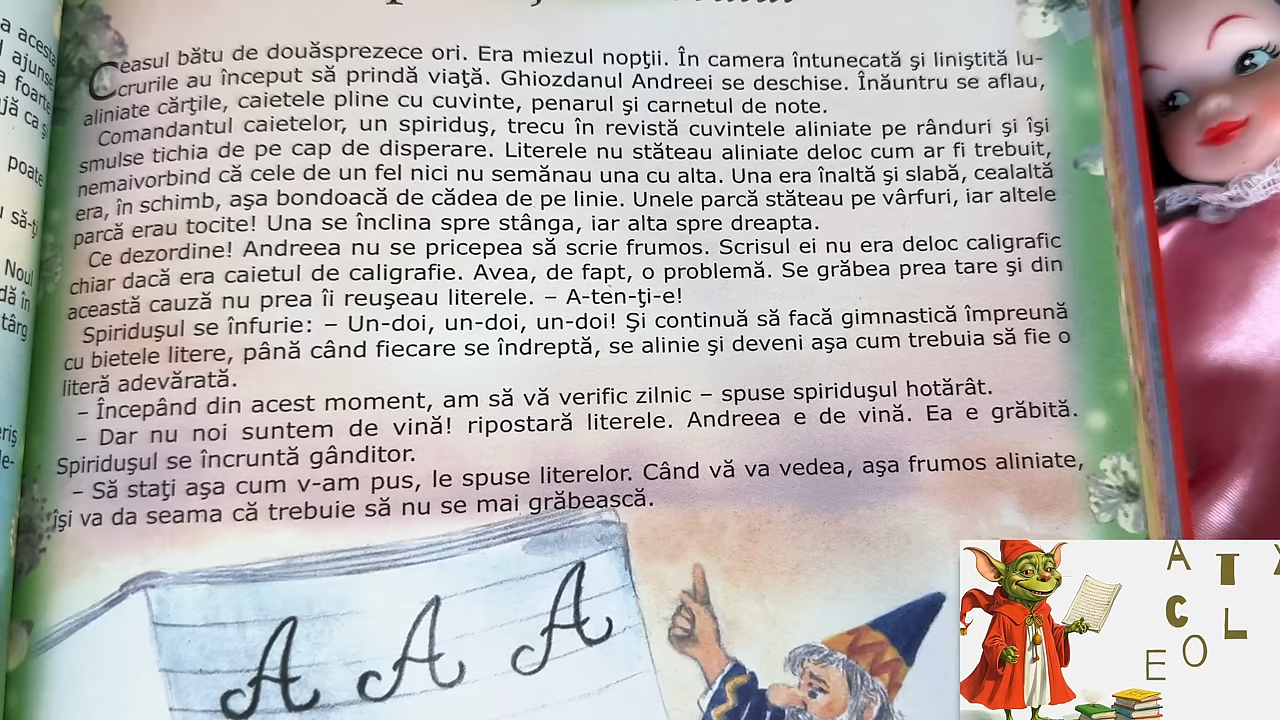 Ceasul bătu de douăsprezece ori. Era miezul nopţii. În camera întunecată şi liniştită lu-
crurile au început să prindă viaţă. Ghiozdanul Andreei se deschise. Înăuntru se aflau,
aliniate cărţile, caietele pline cu cuvinte, penarul şi carnetul de note.
Comandantul caietelor, un spiriduş, trecu în revistă cuvintele aliniate pe rânduri şi îşi
smulse tichia de pe cap de disperare. Literele nu stăteau aliniate deloc cum ar fi trebuit,
nemaivorbind că cele de un fel nici nu semănau una cu alta. Una era înaltă şi slabă, cealaltă
era, în schimb, aşa bondoacă de cădea de pe linie. Unele parcă stăteau pe vârfuri, iar altele
parcă erau tocite! Una se înclina spre stânga, iar alta spre dreapta.
Ce dezordine! Andreea nu se pricepea să scrie frumos. Scrisul ei nu era deloc caligrafic
chiar dacă era caietul de caligrafie. Avea, de fapt, o problemă. Se grăbea prea tare şi din
această cauză nu prea îi reuşeau literele. – A-ten-ţi-e!
Spiriduşul se înfurie: – Un-doi, un-doi, un-doi! Şi continuă să facă gimnastică împreună
cu bietele litere, până când fiecare se îndreptă, se alinie şi deveni aşa cum trebuia să fie o
literă adevărată.
– Începând din acest moment, am să vă verific zilnic – spuse spiriduşul hotărât.
– Dar nu noi suntem de vină! ripostară literele. Andreea e de vină. Ea e grăbită.
Spiriduşul se încruntă gânditor.
– Să staţi aşa cum v-am pus, le spuse literelor. Când vă va vedea, aşa frumos aliniate,
îşi va da seama că trebuie să nu se mai grăbească.
A A A
A T
C L
E O